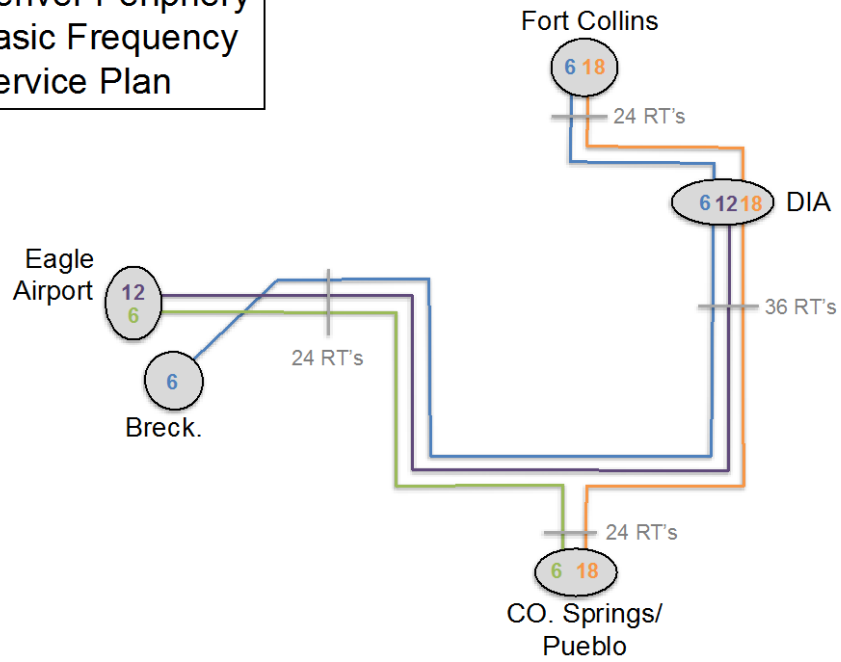 enver Periphery
asic Frequency
ervice Plan
Fort Collins
6 18
24 RT's
6 12 18
DIA
Eagle
Airport
12
6
36 RT's
24 RT's
6
Breck.
24 RT's
6 18
CO. Springs/
Pueblo